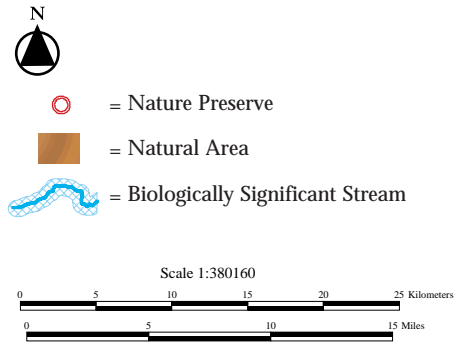 N
= Nature Preserve
= Natural Area
= Biologically Significant Stream
Scale 1:380160
0 5 10 15 20 25 Kilometers
0 5 10 15 Miles